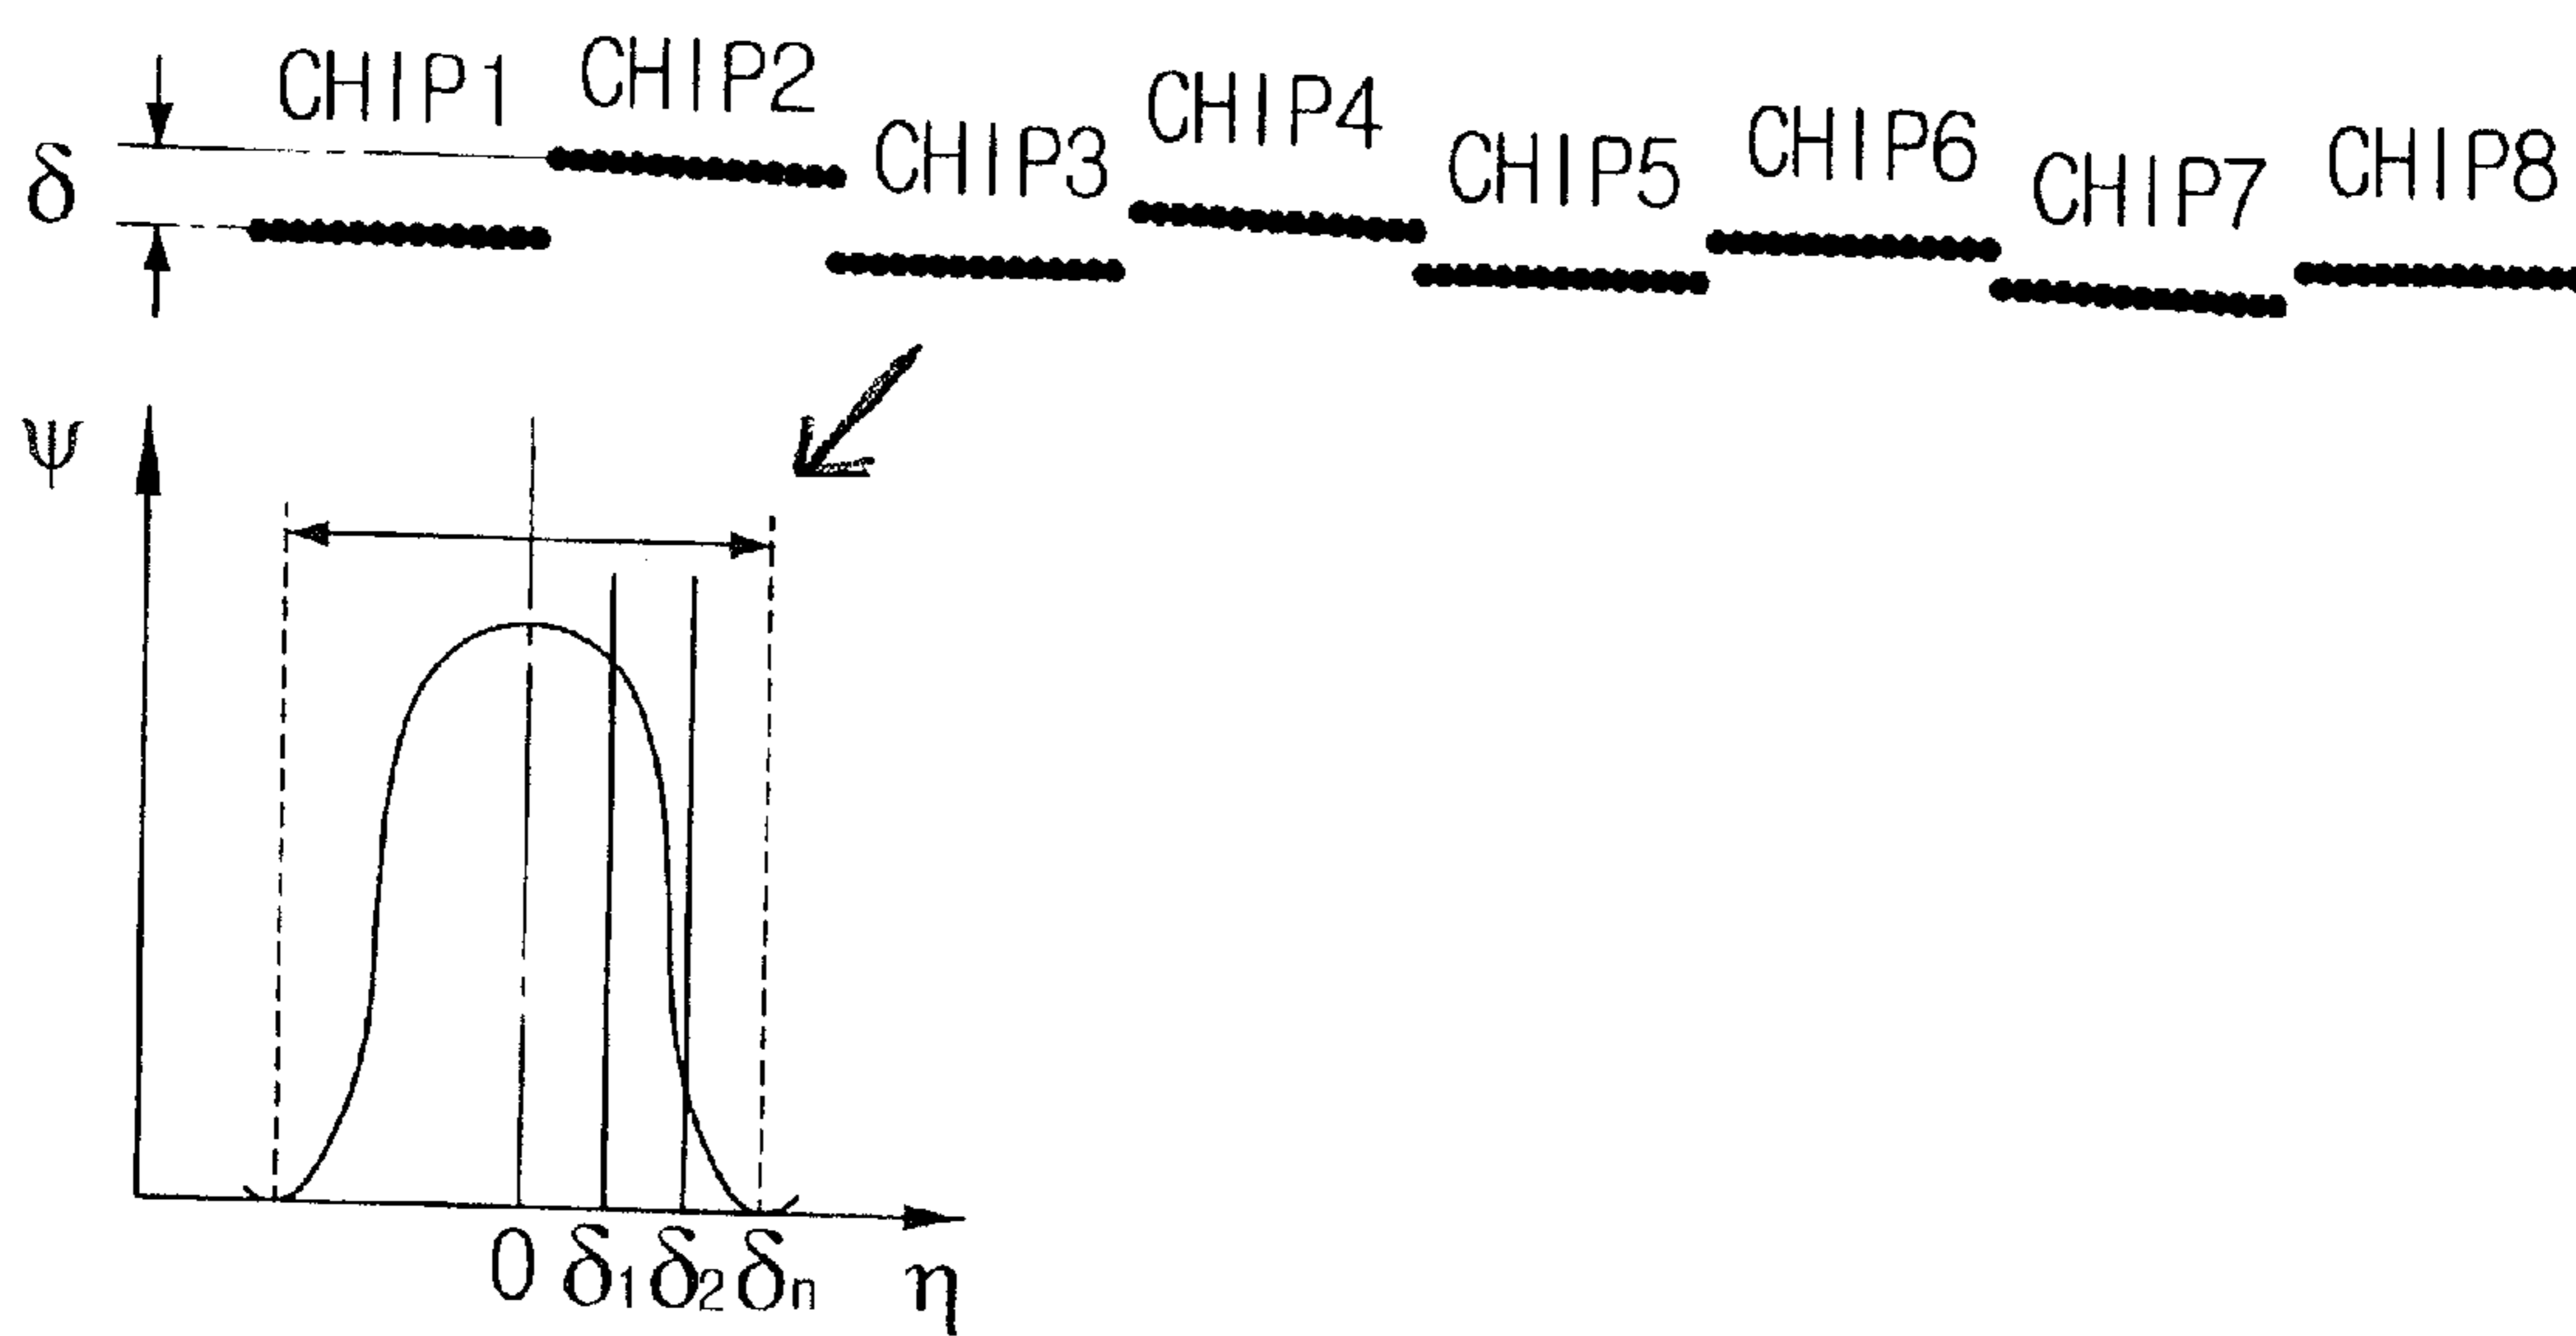 CHIP1 CHIP2 CHIP3 CHIP4 CHIP5 CHIP6 CHIP7 CHIP8
δ
ψ
0 δ1 δ2 δn η